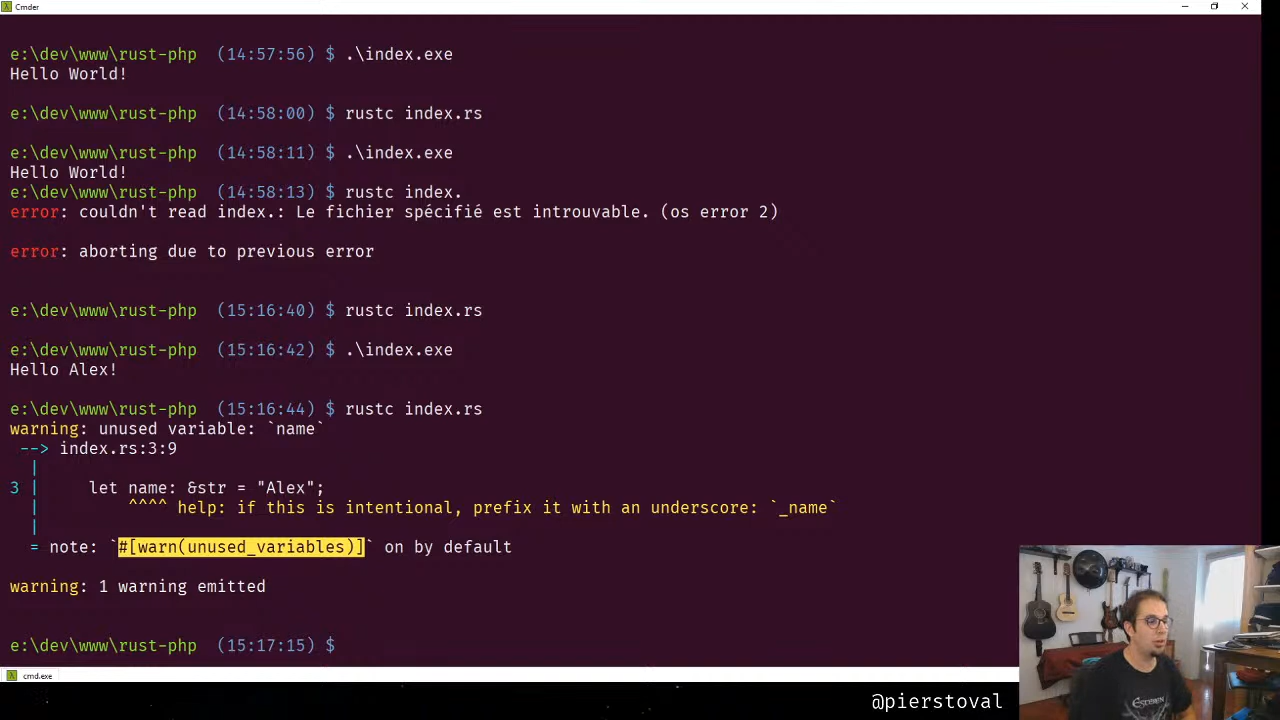 Cmder
e:\dev\www\rust-php (14:57:56) $ .\index.exe
Hello World!
e:\dev\www\rust-php (14:58:00) $ rustc index.rs
e:\dev\www\rust-php (14:58:11) $ .\index.exe
Hello World!
e:\dev\www\rust-php (14:58:13) $ rustc index.
error: couldn't read index.: Le fichier spécifié est introuvable. (os error 2)
error: aborting due to previous error
e:\dev\www\rust-php (15:16:40) $ rustc index.rs
e:\dev\www\rust-php (15:16:42) $ .\index.exe
Hello Alex!
e:\dev\www\rust-php (15:16:44) $ rustc index.rs
warning: unused variable: `name`
--> index.rs:3:9
|
3 | let name: &str = "Alex";
| ^^^^ help: if this is intentional, prefix it with an underscore: `_name`
|
= note: `#[warn(unused_variables)]` on by default
warning: 1 warning emitted
e:\dev\www\rust-php (15:17:15) $
cmd.exe
@pierstoval